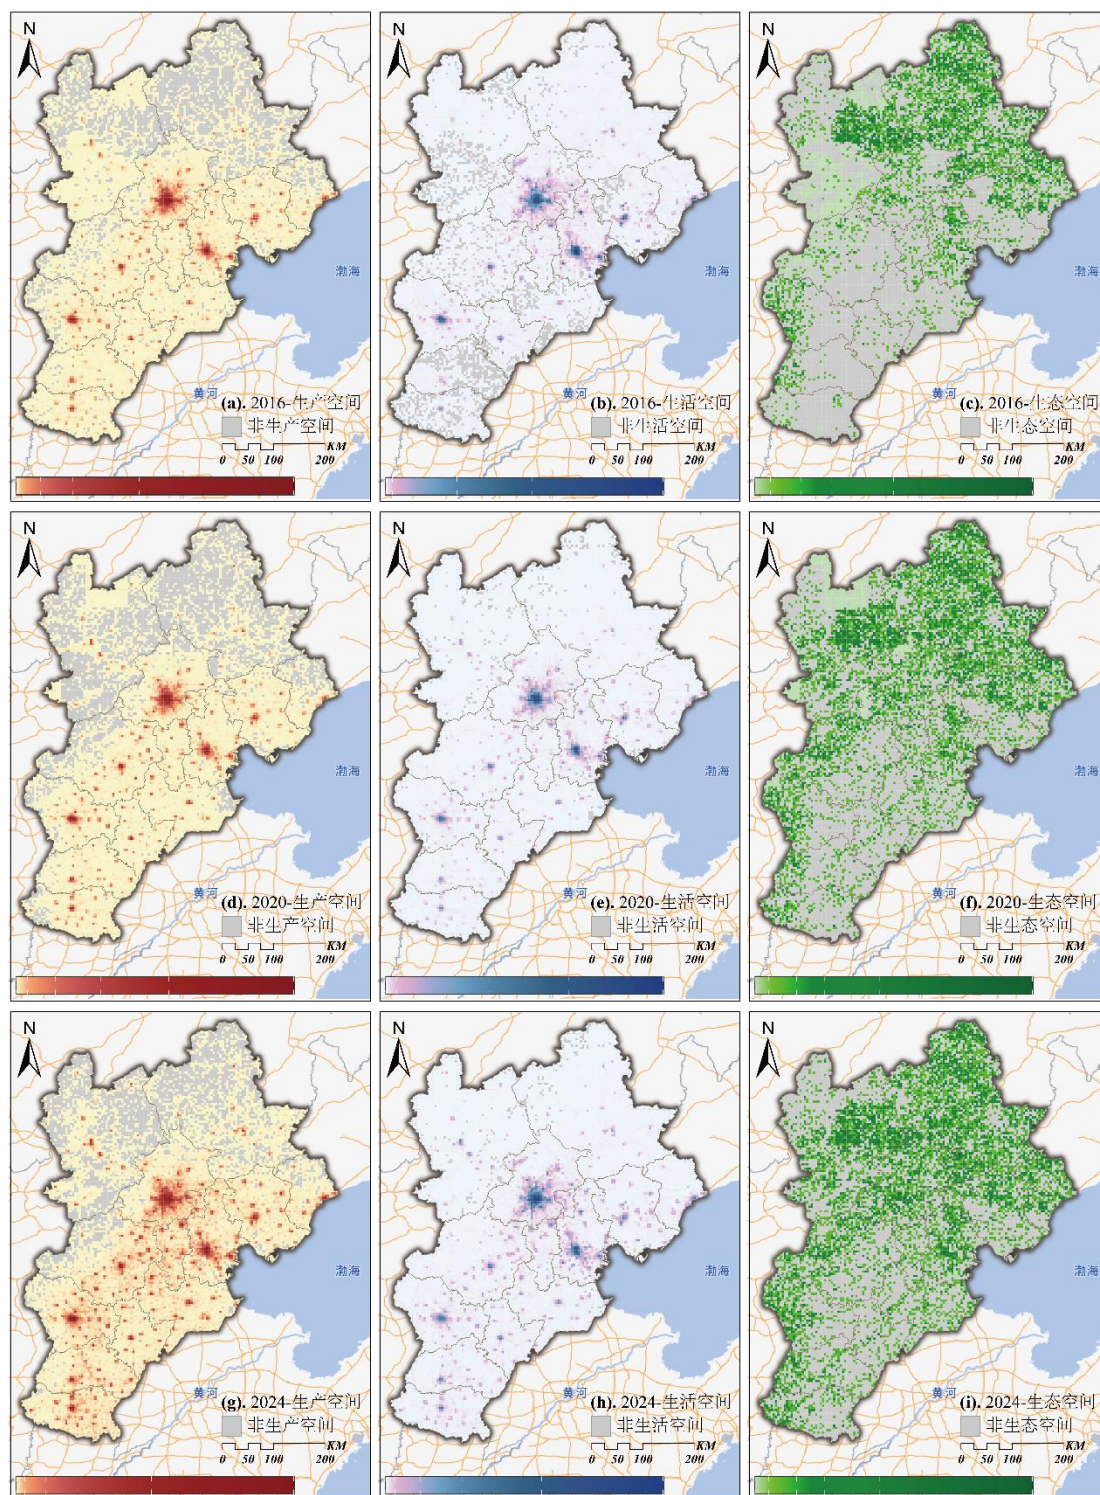 N
渤海
黄河
(a). 2016-生产空间
非生产空间
KM
0 50 100 200
N
渤海
黄河
(b). 2016-生活空间
非生活空间
KM
0 50 100 200
N
渤海
黄河
(c). 2016-生态空间
非生态空间
KM
0 50 100 200
N
渤海
黄河
(d). 2020-生产空间
非生产空间
KM
0 50 100 200
N
渤海
黄河
(e). 2020-生活空间
非生活空间
KM
0 50 100 200
N
渤海
黄河
(f). 2020-生态空间
非生态空间
KM
0 50 100 200
N
渤海
黄河
(g). 2024-生产空间
非生产空间
KM
0 50 100 200
N
渤海
黄河
(h). 2024-生活空间
非生活空间
KM
0 50 100 200
N
渤海
黄河
(i). 2024-生态空间
非生态空间
KM
0 50 100 200